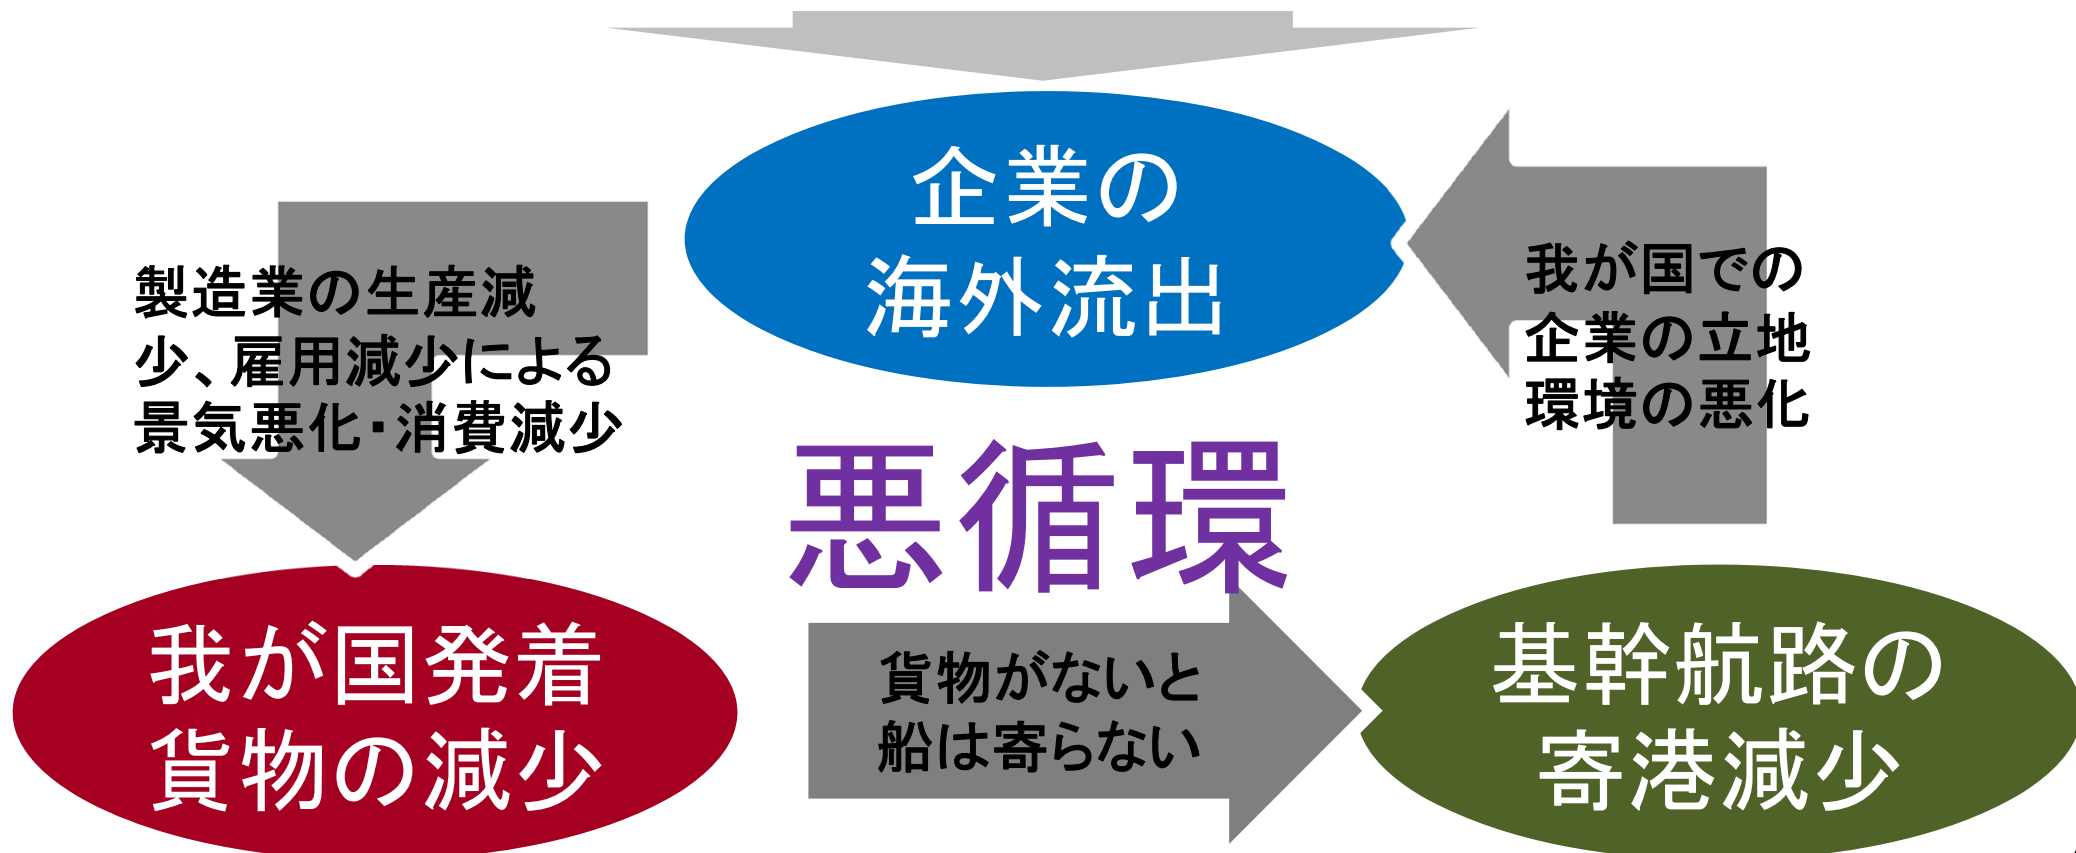 企業の
海外流出
製造業の生産減
少、雇用減少による
景気悪化・消費減少
我が国での
企業の立地
環境の悪化
悪循環
我が国発着
貨物の減少
貨物がないと
船は寄らない
基幹航路の
寄港減少